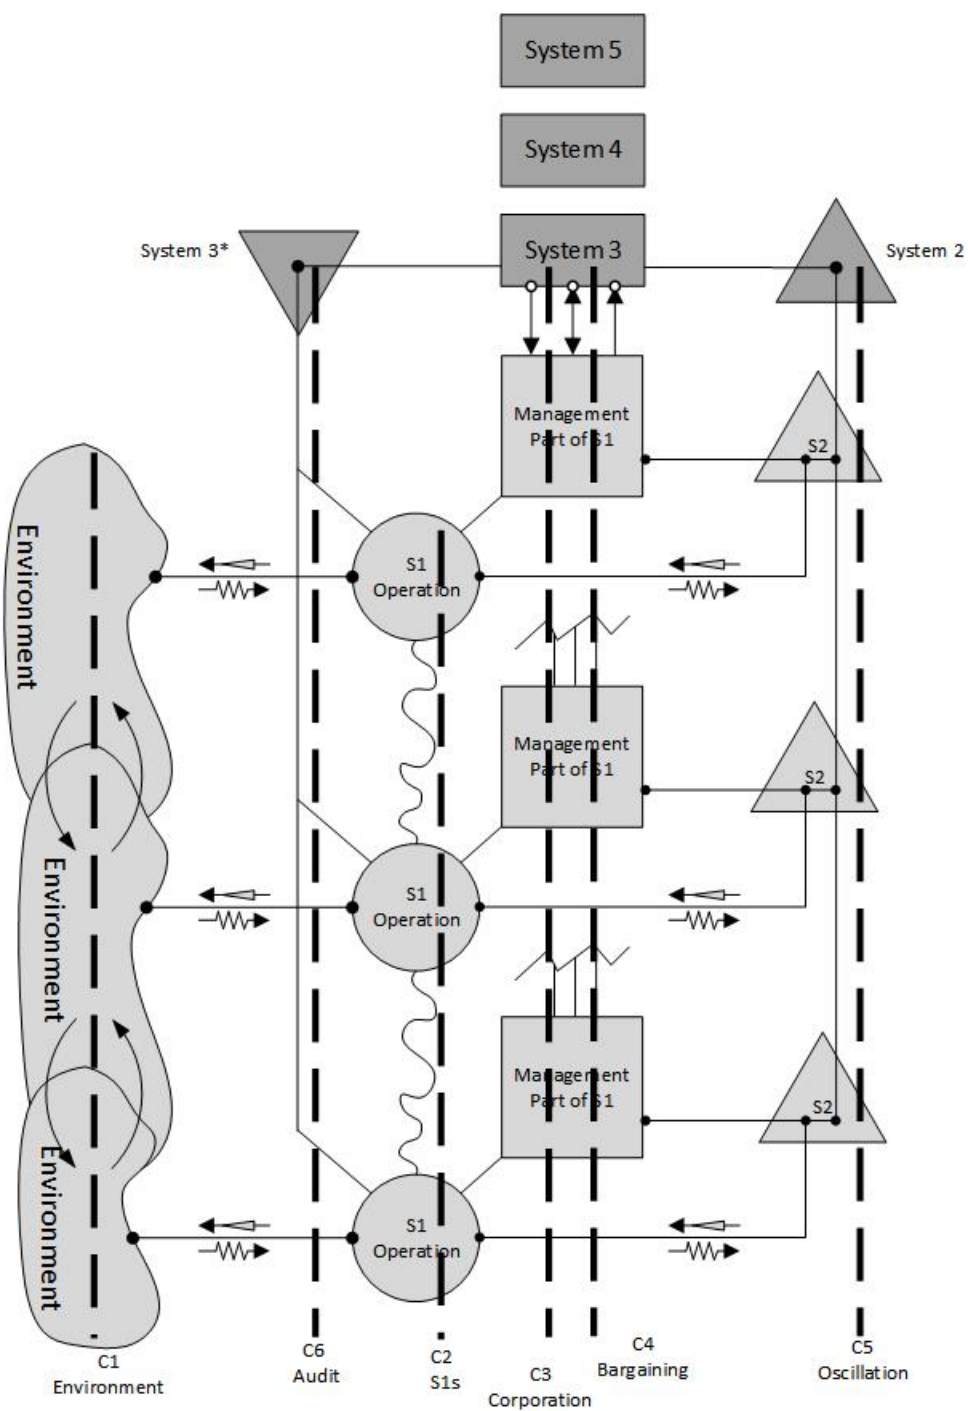 System 5
System 4
System 3*
System 3
System 2
Management
Part of S1
S2
Environment
S1
Operation
Management
Part of S1
S2
Environment
S1
Operation
Management
Part of S1
S2
Environment
S1
Operation
C1
Environment
C6
Audit
C2
S1s
C3
Corporation
C4
Bargaining
C5
Oscillation